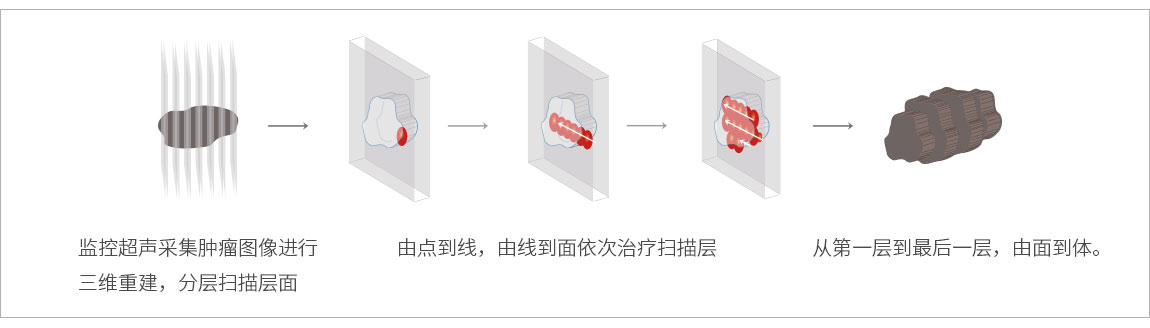 监控超声采集肿瘤图像进行
三维重建，分层扫描层面
由点到线，由线到面依次治疗扫描层
从第一层到最后一层，由面到体。